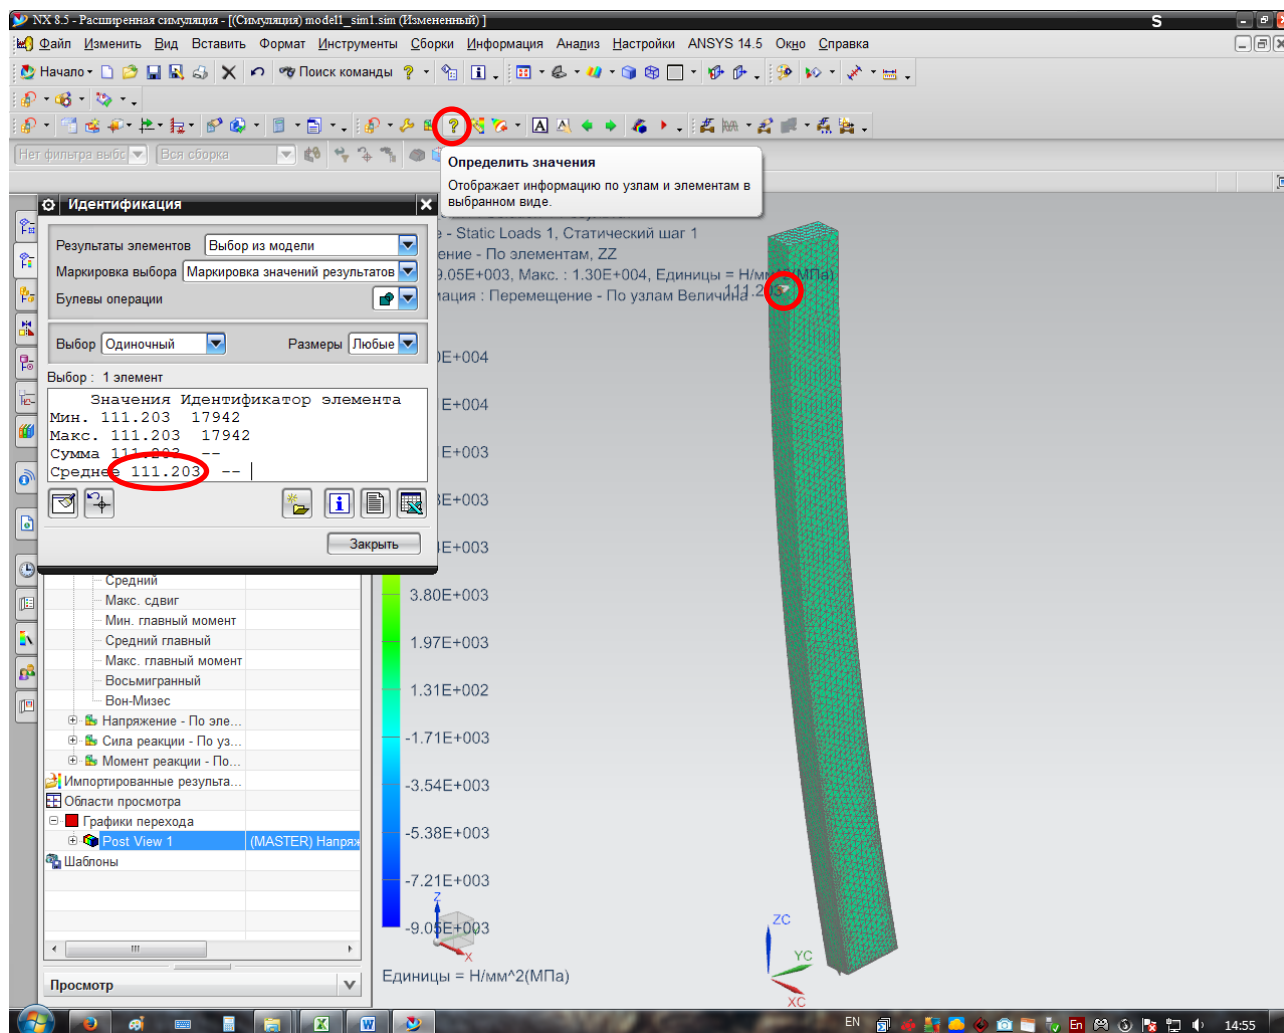 NX 8.5 - Расширенная симуляция - [(Симуляция) model1_sim1.sim (Измененный) ]
S
Файл Изменить Вид Вставить Формат Инструменты Сборки Информация Анализ Настройки ANSYS 14.5 Окно Справка
Начало Поиск команды
Нет фильтра выбо Вся сборка
Определить значения
Отображает информацию по узлам и элементам в
выбранном виде.
Идентификация
Результаты элементов Выбор из модели
Маркировка выбора Маркировка значений результатов
Булевы операции
Выбор Одиночный Размеры Любые
Выбор : 1 элемент
Значения Идентификатор элемента
Мин. 111.203 17942
Макс. 111.203 17942
Сумма 111.203 --
Среднее 111.203 --
Закрыть
- Static Loads 1, Статический шаг 1
ение - По элементам, ZZ
9.05E+003, Макс. : 1.30E+004, Единицы = Н/мм^2(МПа)
мация : Перемещение - По узлам Величина
111.203
E+004
E+004
E+003
E+003
E+003
3.80E+003
1.97E+003
1.31E+002
-1.71E+003
-3.54E+003
-5.38E+003
-7.21E+003
-9.05E+003
Единицы = Н/мм^2(МПа)
Средний
Макс. сдвиг
Мин. главный момент
Средний главный
Макс. главный момент
Восьмигранный
Вон-Мизес
Напряжение - По эле...
Сила реакции - По уз...
Момент реакции - По...
Импортированные результа...
Области просмотра
Графики перехода
Post View 1 (MASTER) Напряж
Шаблоны
Просмотр
Z
X
ZC
YC
XC
EN
En
14:55